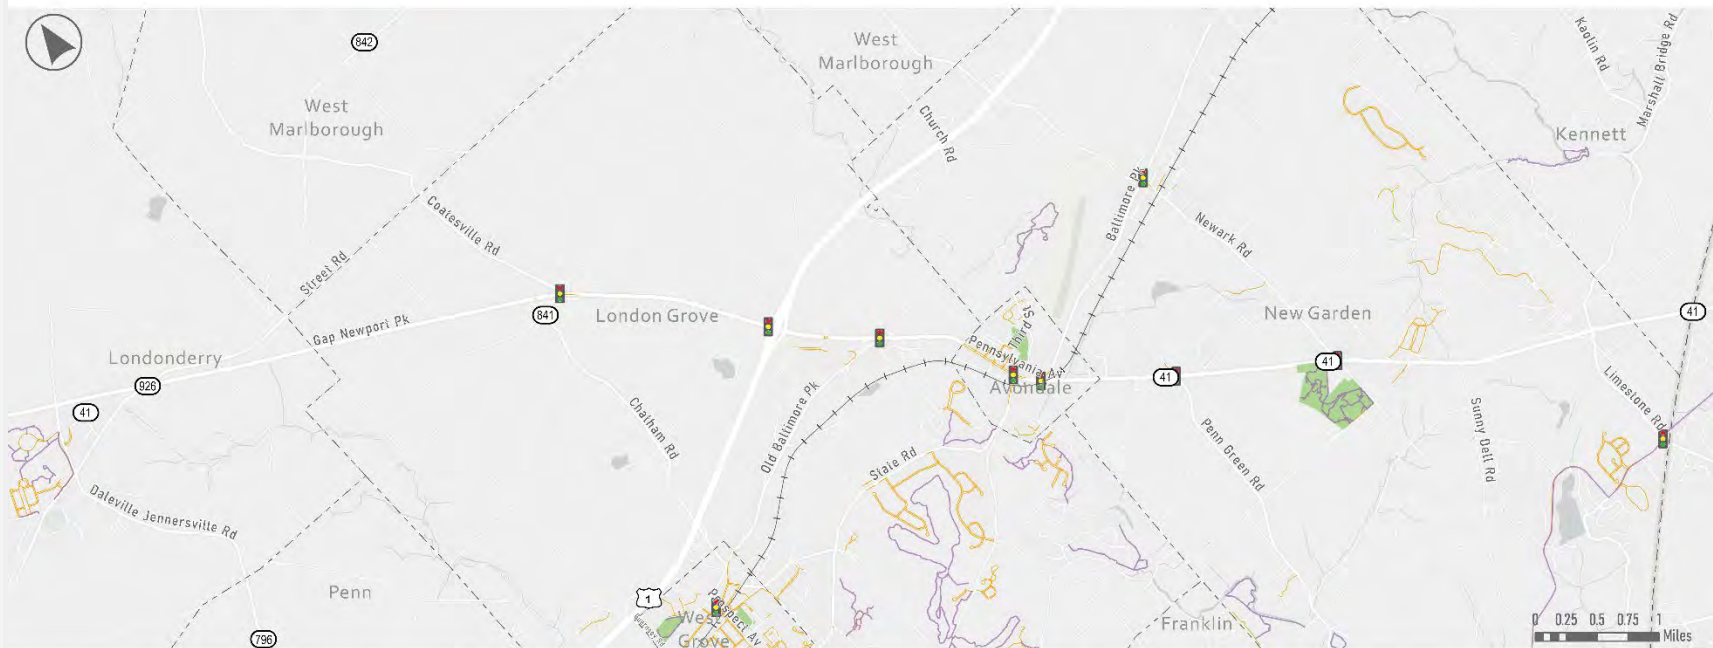 842
West
Marlborough
Kaolin Rd
Marshall Bridge Rd
West
Marlborough
Church Rd
Kennett
Coatesville Rd
Baltimore Pk
Newark Rd
Street Rd
841
London Grove
Gap Newport Pk
Third St
New Garden
41
Londonderry
926
Pennsylvania Av
41
41
Avondale
41
Limestone Rd
Chatham Rd
Old Baltimore Pk
State Rd
Penn Green Rd
Sunny Dell Rd
Daleville Jennersville Rd
Penn
1
Prospect Av
West
Grove
Franklin
796
0 0.25 0.5 0.75 1
Miles